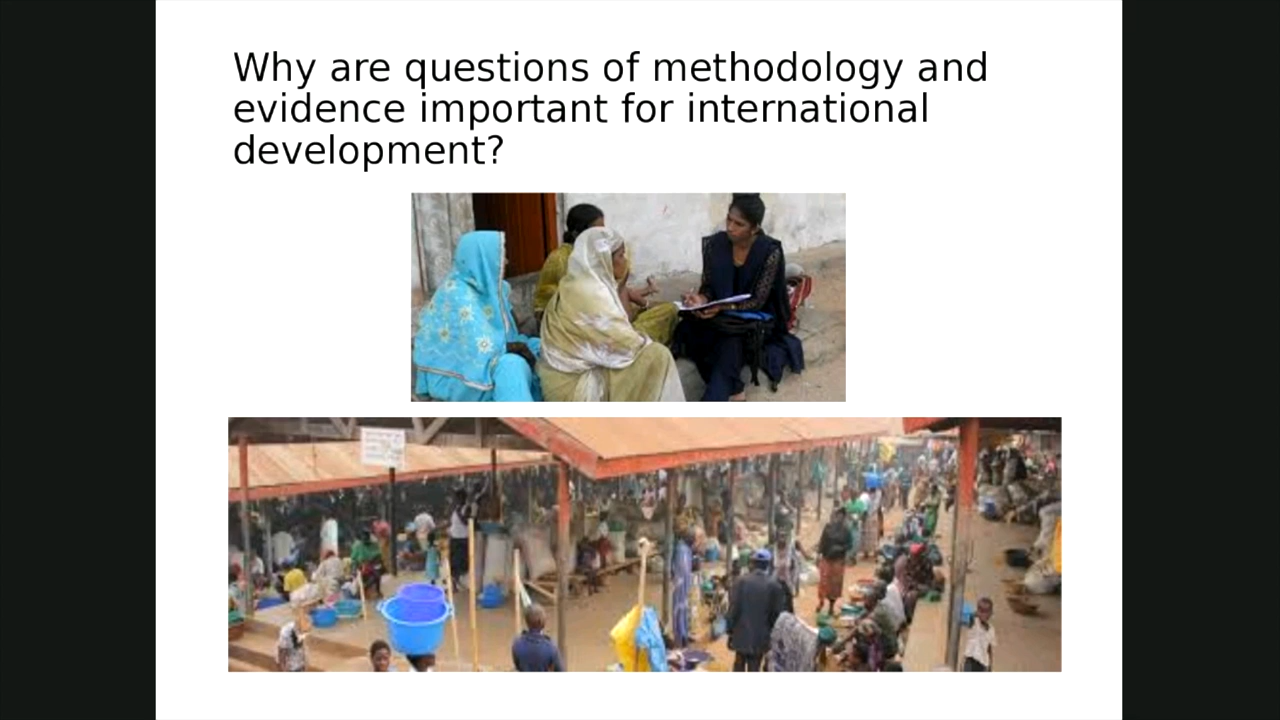 Why are questions of methodology and
evidence important for international
development?